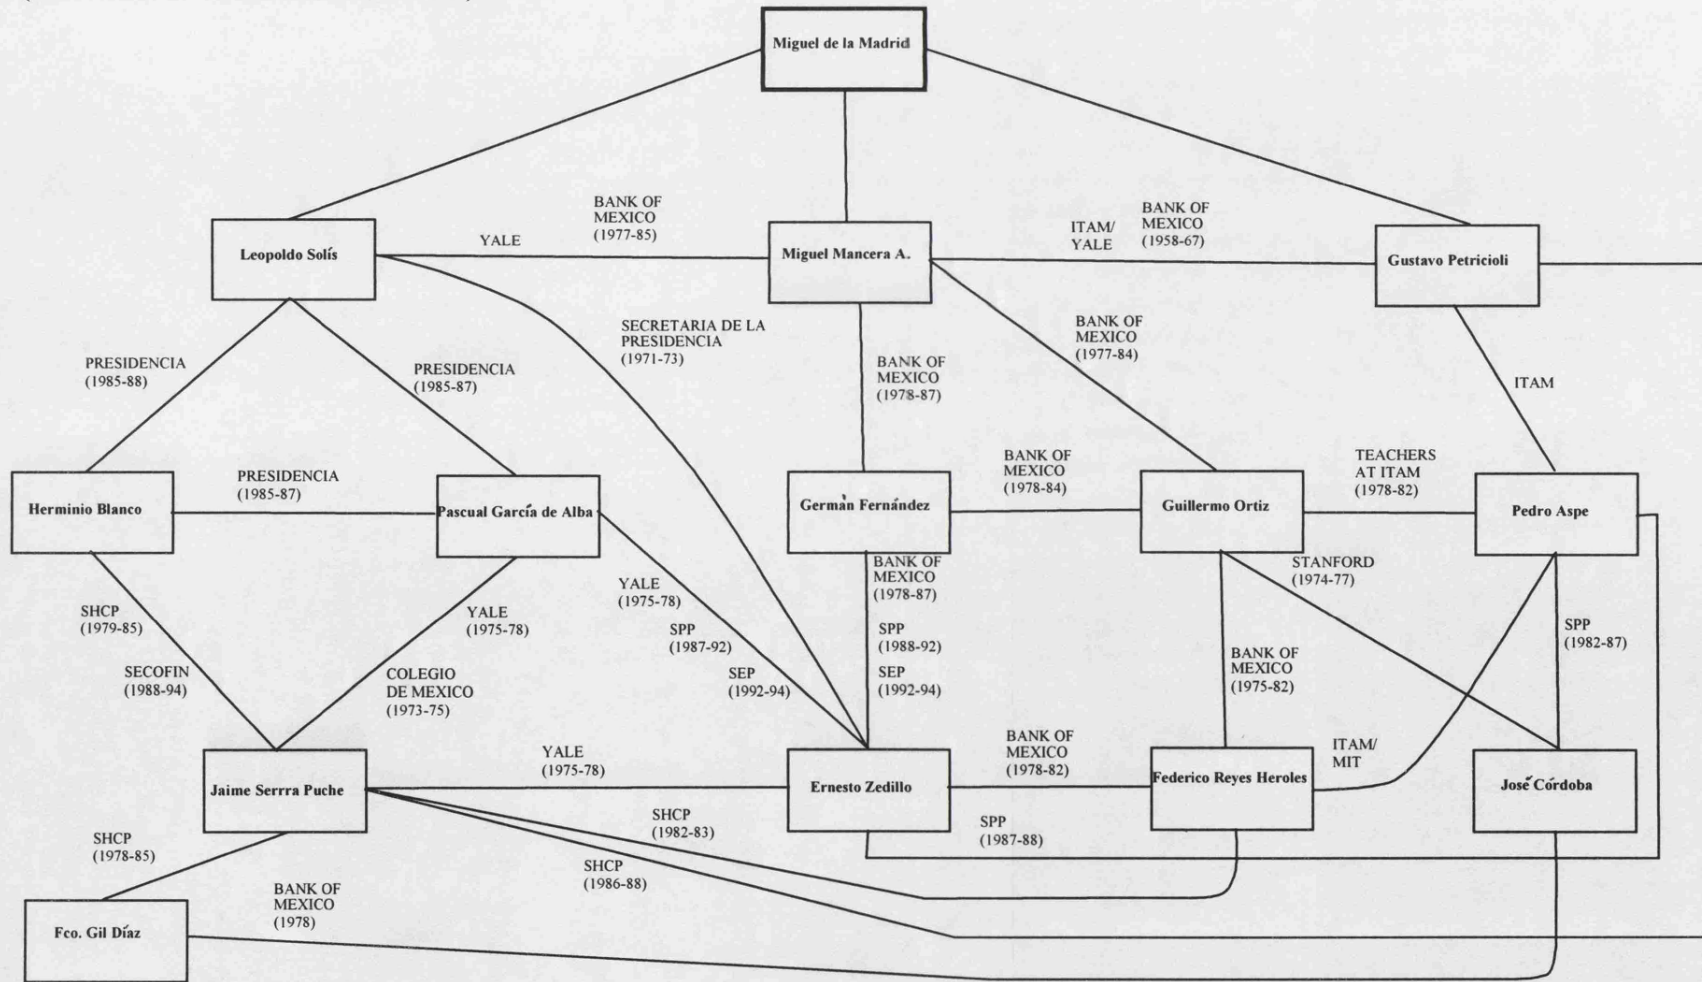 Miguel de la Madrid
BANK OF
MEXICO
(1977-85)
YALE
ITAM/
YALE
BANK OF
MEXICO
(1958-67)
Leopoldo Solís
Miguel Mancera A.
Gustavo Petricioli
SECRETARIA DE LA
PRESIDENCIA
(1971-73)
BANK OF
MEXICO
(1977-84)
PRESIDENCIA
(1985-88)
PRESIDENCIA
(1985-87)
BANK OF
MEXICO
(1978-87)
ITAM
PRESIDENCIA
(1985-87)
BANK OF
MEXICO
(1978-84)
TEACHERS
AT ITAM
(1978-82)
Herminio Blanco
Pascual García de Alba
Germàn Fernández
Guillermo Ortiz
Pedro Aspe
BANK OF
MEXICO
(1978-87)
STANFORD
(1974-77)
SHCP
(1979-85)
YALE
(1975-78)
YALE
(1975-78)
SPP
(1987-92)
SPP
(1988-92)
SPP
(1982-87)
SECOFIN
(1988-94)
COLEGIO
DE MEXICO
(1973-75)
SEP
(1992-94)
SEP
(1992-94)
BANK OF
MEXICO
(1975-82)
YALE
(1975-78)
BANK OF
MEXICO
(1978-82)
ITAM/
MIT
Jaime Serrra Puche
Ernesto Zedillo
Federico Reyes Heroles
José Córdoba
SHCP
(1978-85)
SHCP
(1982-83)
SPP
(1987-88)
SHCP
(1986-88)
BANK OF
MEXICO
(1978)
Fco. Gil Díaz